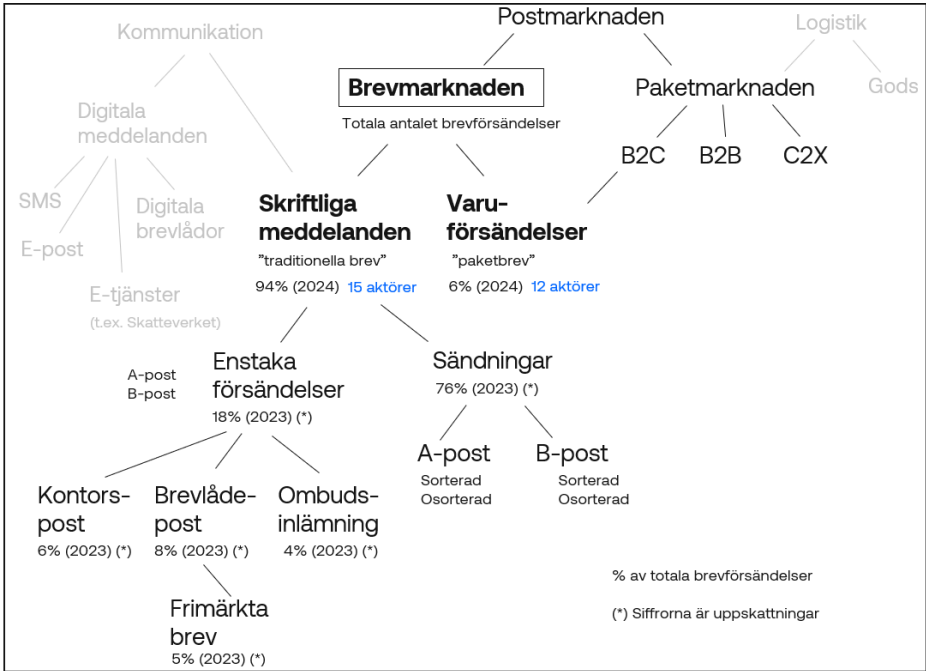 Postmarknaden
Kommunikation
Logistik
Brevmarknaden
Paketmarknaden
Gods
Totala antalet brevförsändelser
Digitala
meddelanden
B2C
B2B
C2X
SMS
E-post
Digitala
brevlådor
E-tjänster
(t.ex. Skatteverket)
Skriftliga
meddelanden
”traditionella brev”
94% (2024) 15 aktörer
Varu-
försändelser
”paketbrev”
6% (2024) 12 aktörer
A-post
B-post
Enstaka
försändelser
18% (2023) (*)
Sändningar
76% (2023) (*)
A-post
Sorterad
Osorterad
B-post
Sorterad
Osorterad
Kontors-
post
6% (2023) (*)
Brevlåde-
post
8% (2023) (*)
Ombuds-
inlämning
4% (2023) (*)
Frimärkta
brev
5% (2023) (*)
% av totala brevförsändelser
(*) Siffrorna är uppskattningar